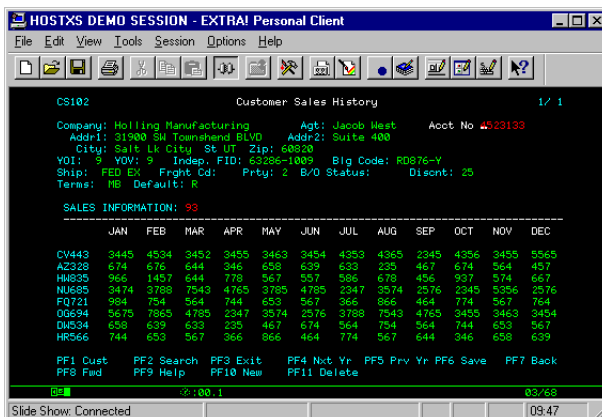 HOSTXS DEMO SESSION - EXTRA! Personal Client
File Edit View Tools Session Options Help
CS102 Customer Sales History 1/ 1
Company: Holling Manufacturing Agt: Jacob West Acct No 4523133
Addr1: 31900 SW Townshend BLVD Addr2: Suite 400
City: Salt Lk City St UT Zip: 60820
YOI: 9 YOV: 9 Indep. FID: 63286-1009 Blg Code: RD876-Y
Ship: FED EX Frght Cd: Prty: 2 B/O Status: Discnt: 25
Terms: MB Default: R
SALES INFORMATION: 93
JAN FEB MAR APR MAY JUN JUL AUG SEP OCT NOV DEC
CV443 3445 4534 3452 3455 3463 3454 4353 4365 2345 4356 3455 5565
AZ328 674 676 644 346 658 639 633 235 467 674 564 457
HW835 966 1457 644 778 567 557 586 678 456 937 574 667
NU685 3474 3788 7543 4765 3785 4785 2347 3574 2576 2345 5356 2576
FQ721 984 754 564 744 653 567 366 866 464 774 567 764
OG694 5675 7865 4785 2347 3574 2576 3788 7543 4765 3455 3463 3454
DW534 658 639 633 235 467 674 564 754 564 744 653 567
HR566 744 653 567 366 866 464 774 567 644 346 658 639
PF1 Cust PF2 Search PF3 Exit PF4 Nxt Yr PF5 Prv Yr PF6 Save PF7 Back
PF8 Fwd PF9 Help PF10 New PF11 Delete
:00.1 03/68
Slide Show: Connected 09:47